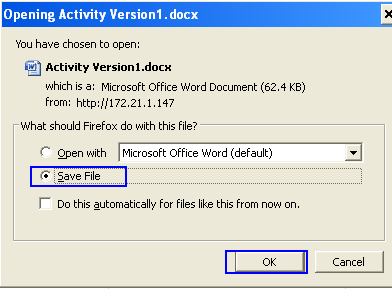 Opening Activity Version1.docx
You have chosen to open:
Activity Version1.docx
which is a: Microsoft Office Word Document (62.4 KB)
from: http://172.21.1.147
What should Firefox do with this file?
Open with Microsoft Office Word (default)
Save File
Do this automatically for files like this from now on.
OK Cancel